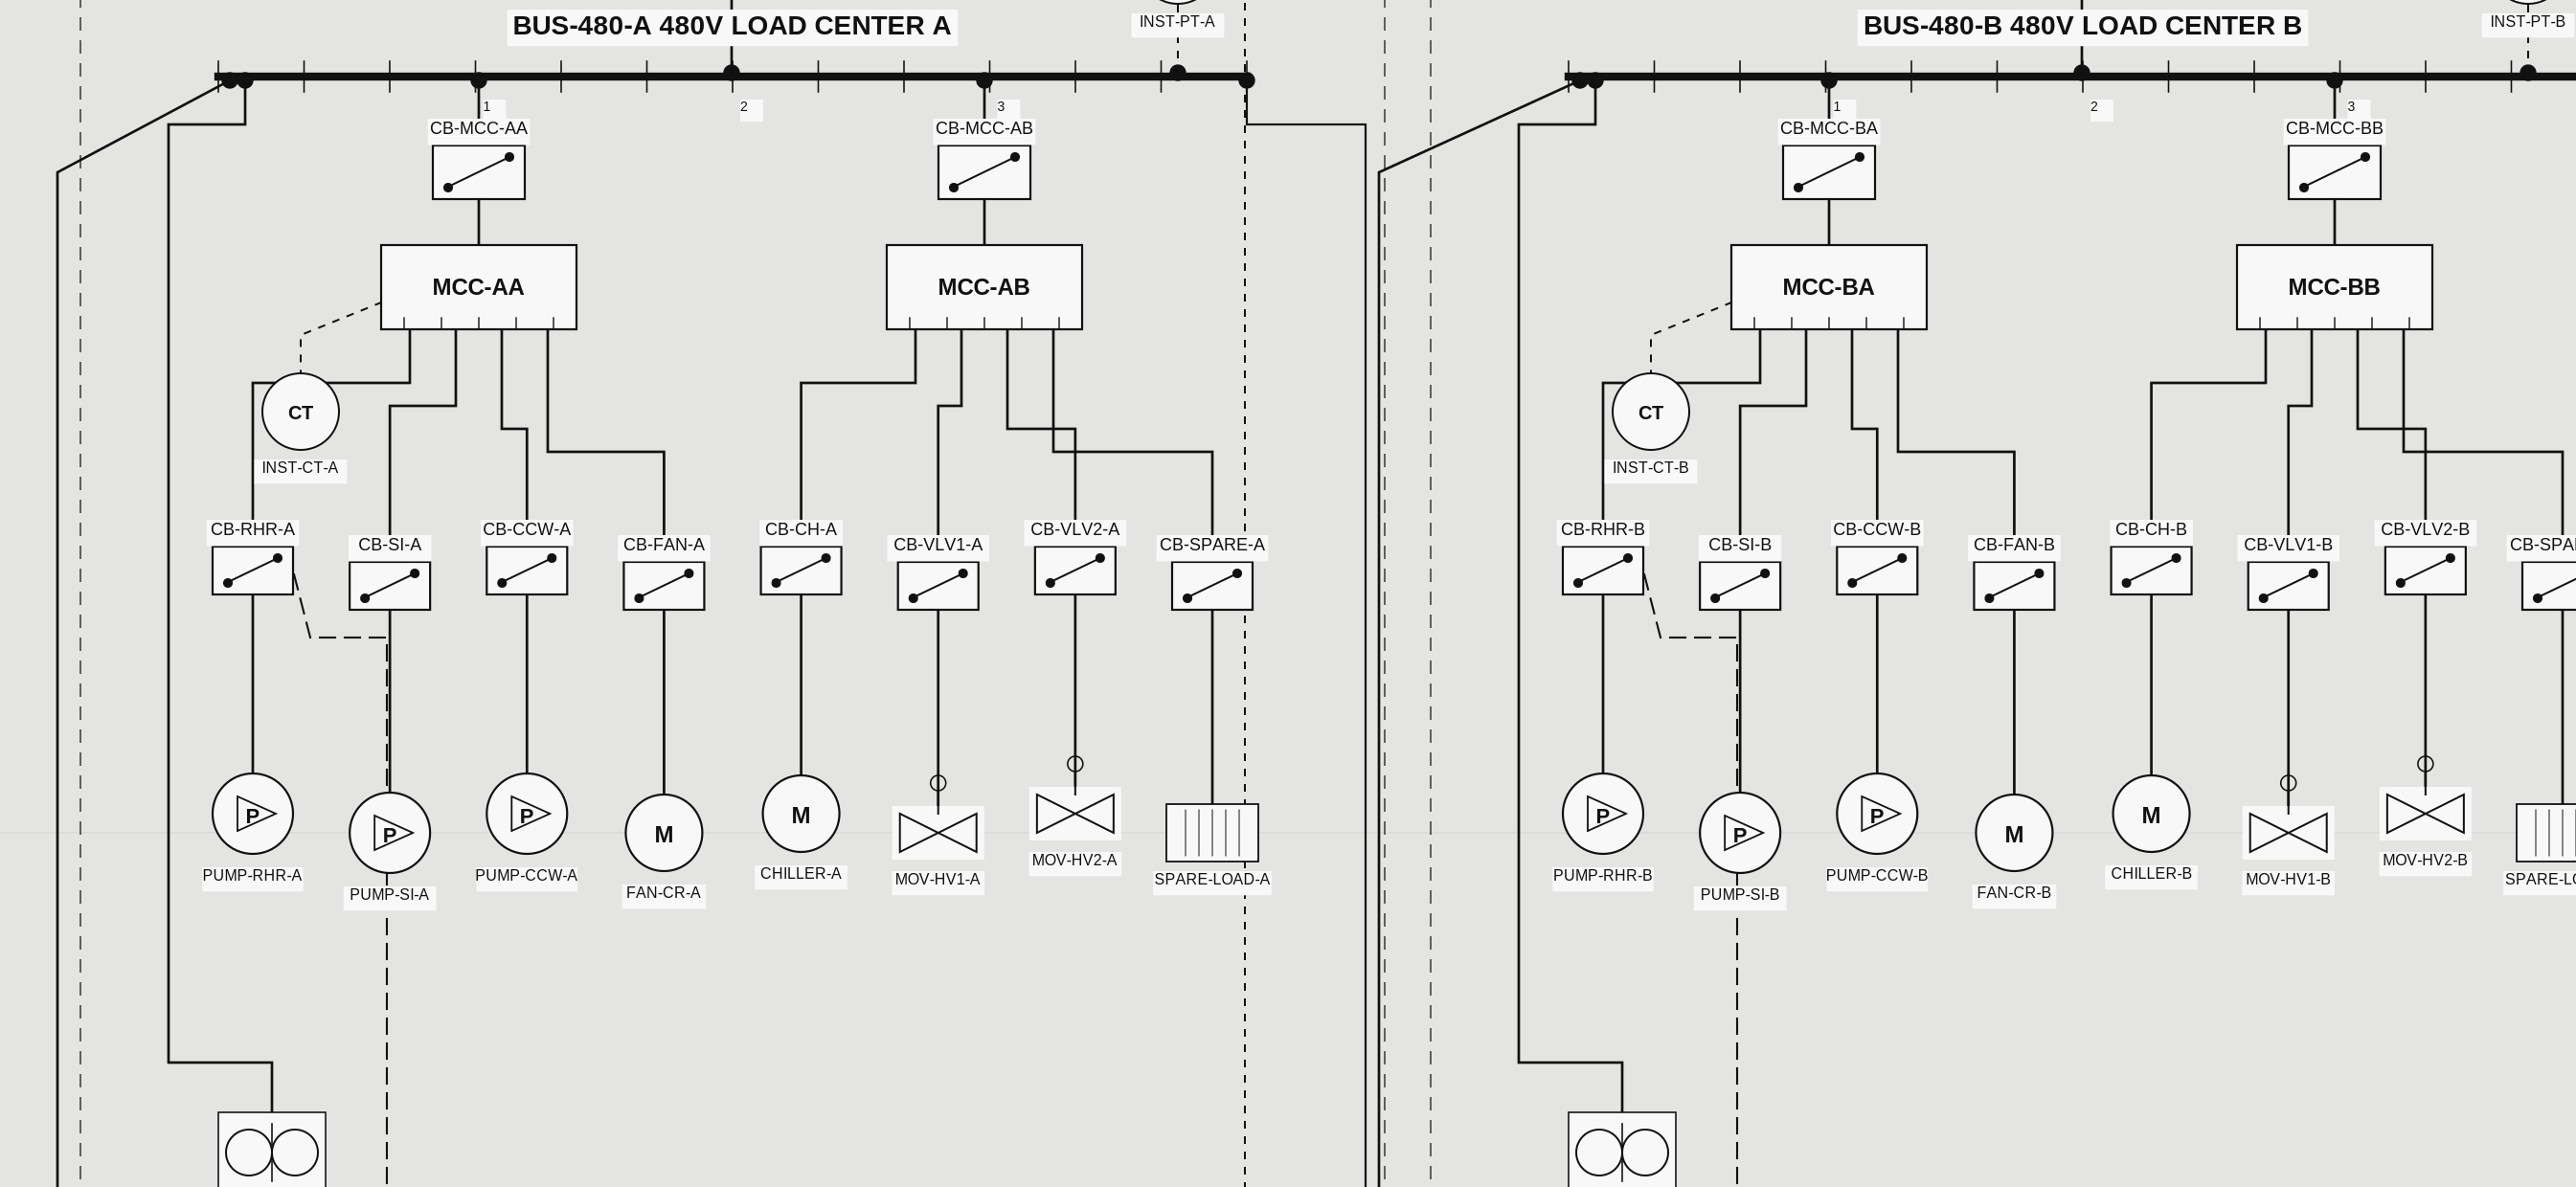 BUS-480-A 480V LOAD CENTER A
INST-PT-A
BUS-480-B 480V LOAD CENTER B
INST-PT-B
1
2
3
1
2
3
CB-MCC-AA
CB-MCC-AB
CB-MCC-BA
CB-MCC-BB
MCC-AA
MCC-AB
MCC-BA
MCC-BB
CT
CT
INST-CT-A
INST-CT-B
CB-RHR-A
CB-SI-A
CB-CCW-A
CB-FAN-A
CB-CH-A
CB-VLV1-A
CB-VLV2-A
CB-SPARE-A
CB-RHR-B
CB-SI-B
CB-CCW-B
CB-FAN-B
CB-CH-B
CB-VLV1-B
CB-VLV2-B
CB-SPA
P
P
P
M
M
P
P
P
M
M
PUMP-RHR-A
PUMP-SI-A
PUMP-CCW-A
FAN-CR-A
CHILLER-A
MOV-HV1-A
MOV-HV2-A
SPARE-LOAD-A
PUMP-RHR-B
PUMP-SI-B
PUMP-CCW-B
FAN-CR-B
CHILLER-B
MOV-HV1-B
MOV-HV2-B
SPARE-LO